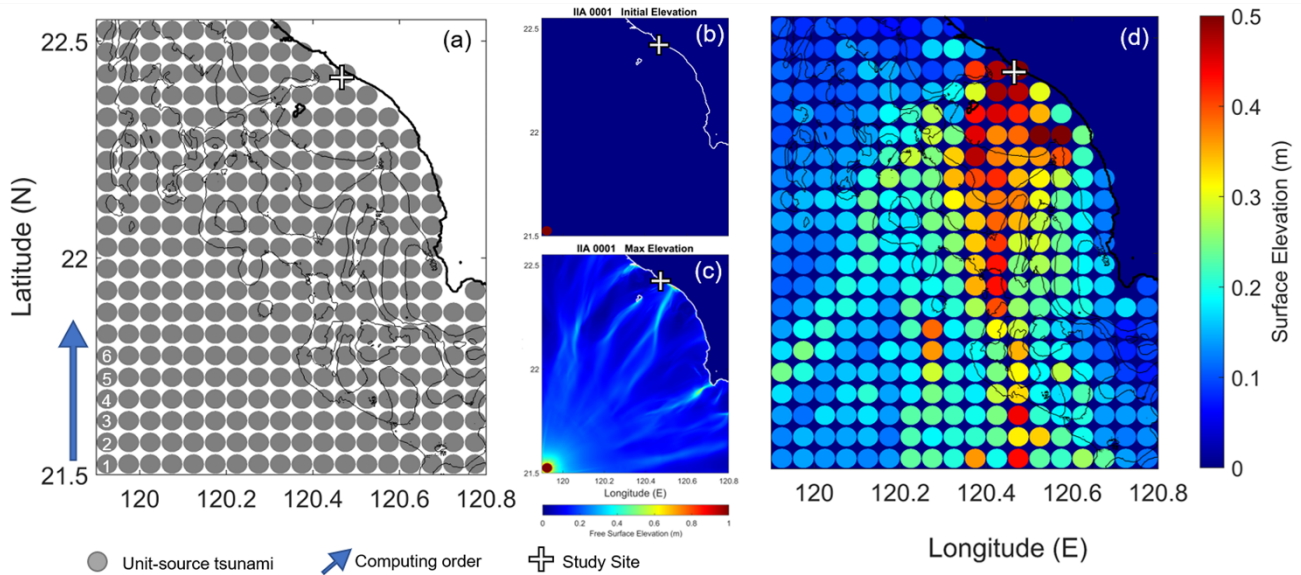 (a)
22.5
22
21.5
Latitude (N)
6
5
4
3
2
1
120 120.2 120.4 120.6 120.8
IIA 0001 Initial Elevation
(b)
22.5
22
21.5
IIA 0001 Max Elevation
(c)
22.5
22
21.5
120 120.2 120.4 120.6 120.8
Longitude (E)
0 0.2 0.4 0.6 0.8 1
Free Surface Elevation (m)
(d)
120 120.2 120.4 120.6 120.8
Longitude (E)
0.5
0.4
0.3
0.2
0.1
0
Surface Elevation (m)
Unit-source tsunami Computing order Study Site